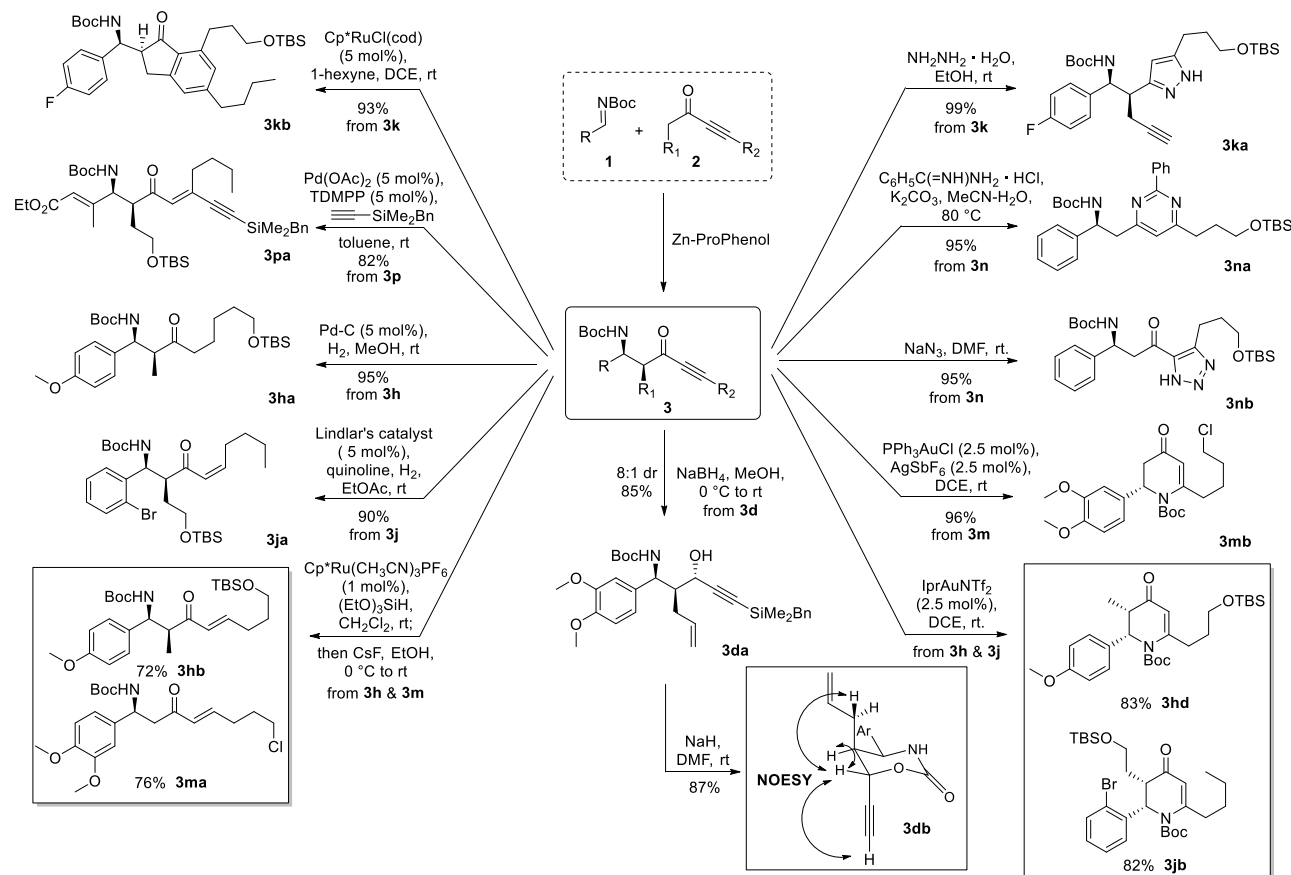 BocHN
H
O
OTBS
F
3kb
Cp*RuCl(cod)
(5 mol%),
1-hexyne, DCE, rt
93%
from 3k
BocHN
O
EtO2C
SiMe2Bn
OTBS
3pa
Pd(OAc)2 (5 mol%),
TDMPP (5 mol%),
SiMe2Bn
toluene, rt
82%
from 3p
BocHN
O
OTBS
O
3ha
Pd-C (5 mol%),
H2, MeOH, rt
95%
from 3h
BocHN
O
Br
OTBS
3ja
Lindlar's catalyst
( 5 mol%),
quinoline, H2,
EtOAc, rt
90%
from 3j
TBSO
BocHN
O
O
72% 3hb
BocHN
O
O
O
Cl
76% 3ma
Cp*Ru(CH3CN)3PF6
(1 mol%),
(EtO)3SiH,
CH2Cl2, rt;
then CsF, EtOH,
0 °C to rt
from 3h & 3m
NBoc
R
1
+
O
R1
R2
2
Zn-ProPhenol
BocHN
O
R
R1
R2
3
8:1 dr
85%
NaBH4, MeOH,
0 °C to rt
from 3d
BocHN
OH
O
O
SiMe2Bn
3da
NaH,
DMF, rt
87%
H
H
Ar
H
NH
H
O
O
NOESY
H
3db
NH2NH2 · H2O,
EtOH, rt
99%
from 3k
OTBS
BocHN
N
NH
F
3ka
C6H5C(=NH)NH2 · HCl,
K2CO3, MeCN-H2O,
80 °C
95%
from 3n
Ph
BocHN
N
N
OTBS
3na
NaN3, DMF, rt.
95%
from 3n
BocHN
O
OTBS
HN
N
N
3nb
PPh3AuCl (2.5 mol%),
AgSbF6 (2.5 mol%),
DCE, rt
96%
from 3m
O
Cl
O
O
N
Boc
3mb
IprAuNTf2
(2.5 mol%),
DCE, rt.
from 3h & 3j
O
OTBS
N
Boc
O
83% 3hd
TBSO
O
Br
N
Boc
82% 3jb